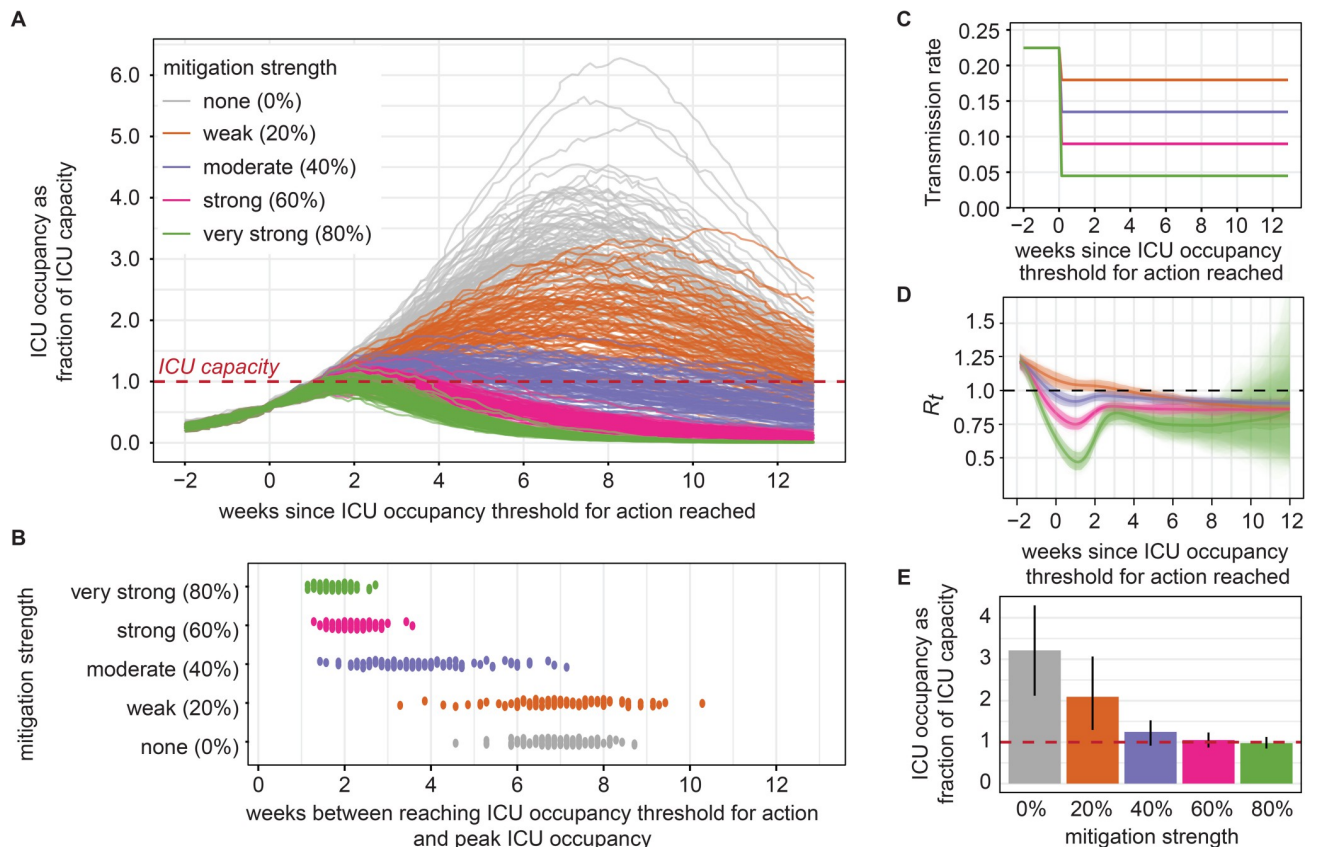 A
ICU occupancy as
fraction of ICU capacity
6.0
5.0
4.0
3.0
2.0
1.0
0.0
mitigation strength
none (0%)
weak (20%)
moderate (40%)
strong (60%)
very strong (80%)
ICU capacity
−2 0 2 4 6 8 10 12
weeks since ICU occupancy threshold for action reached
B
mitigation strength
very strong (80%)
strong (60%)
moderate (40%)
weak (20%)
none (0%)
0 2 4 6 8 10 12
weeks between reaching ICU occupancy threshold for action
and peak ICU occupancy
C
Transmission rate
0.25
0.20
0.15
0.10
0.05
0.00
−2 0 2 4 6 8 10 12
weeks since ICU occupancy
threshold for action reached
D
Rt
1.5
1.25
1.0
0.75
0.5
−2 0 2 4 6 8 10 12
weeks since ICU occupancy
threshold for action reached
E
ICU occupancy as
fraction of ICU capacity
4
3
2
1
0
0% 20% 40% 60% 80%
mitigation strength